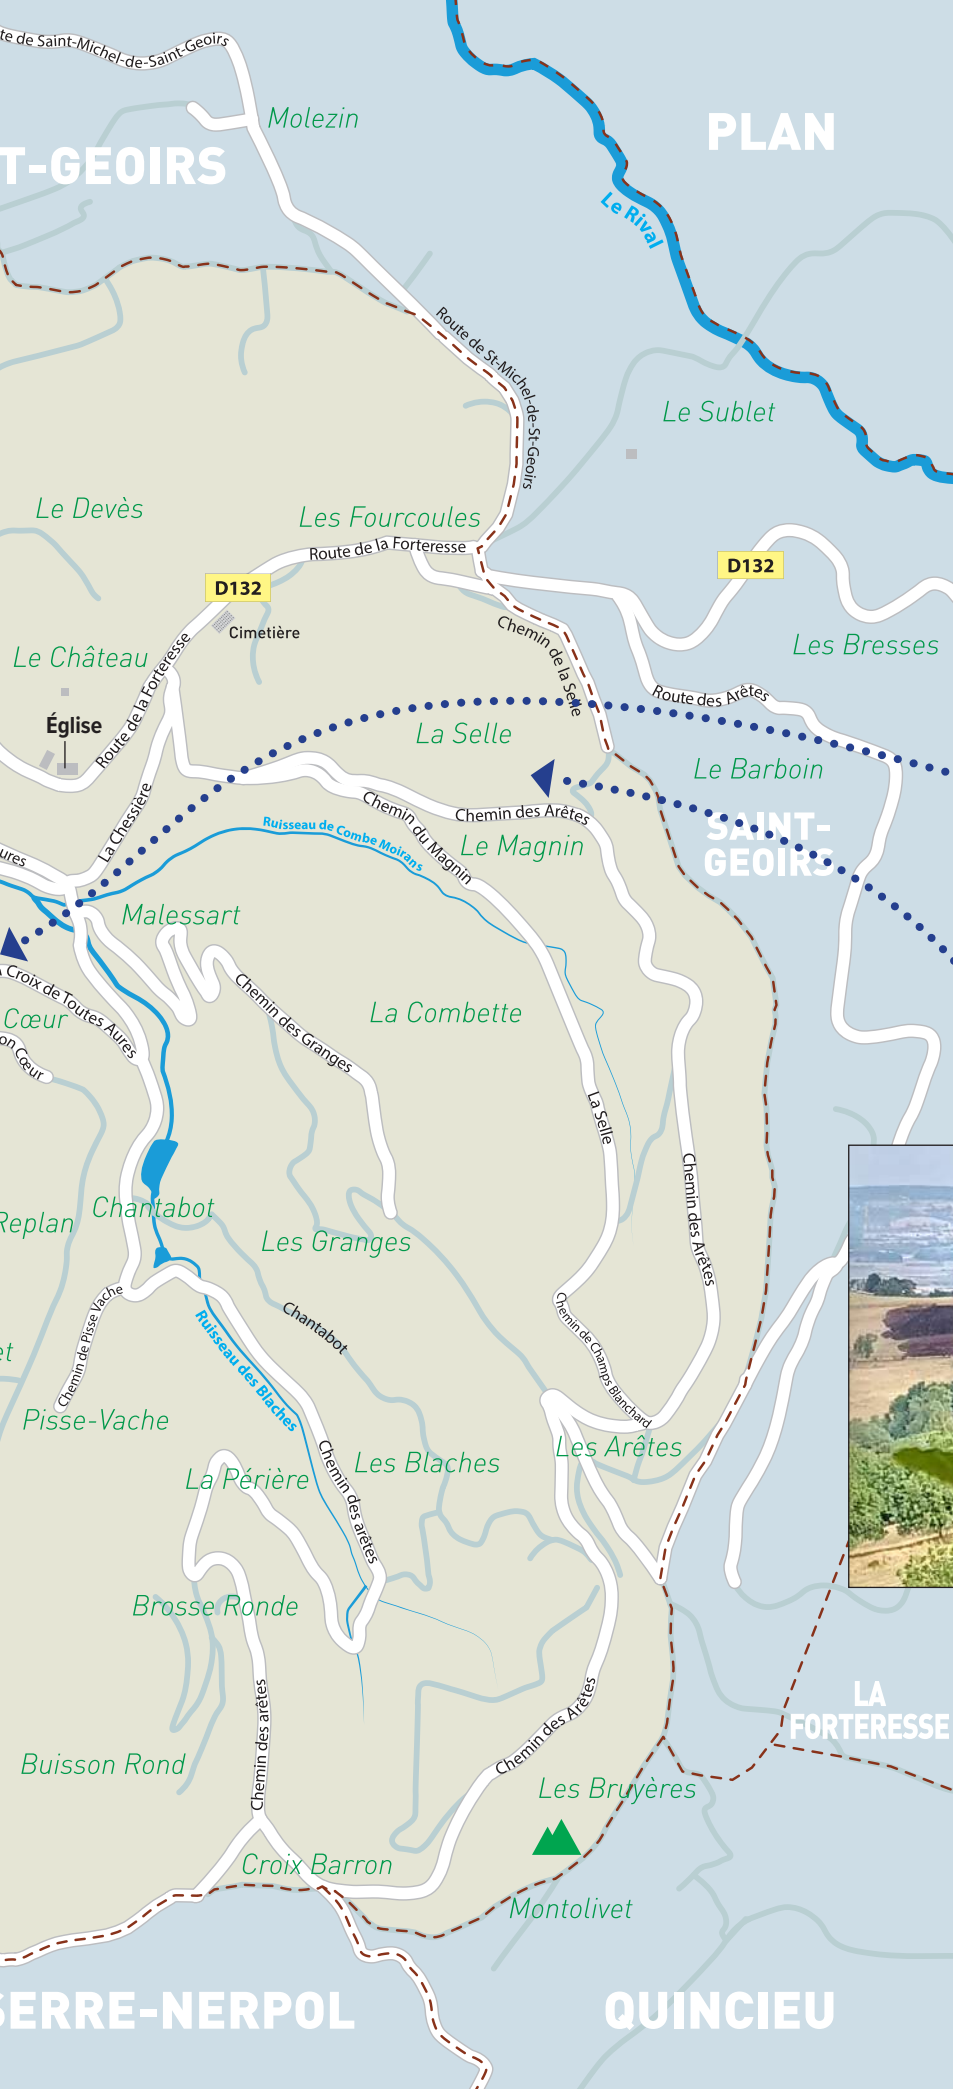 te de Saint-Michel-de-Saint-Geoirs
Molezin
PLAN
T-GEOIRS
Le Rival
Route de St-Michel-de-St-Geoirs
Le Sublet
Le Devès
Les Fourcoules
Route de la Forteresse
D132
D132
Cimetière
Chemin de la Selle
Les Bresses
Le Château
Route de la Forteresse
Route des Arètes
Église
La Selle
Le Barboin
La Chessière
Chemin du Magnin
Chemin des Arêtes
Ruisseau de Combe Moirans
Le Magnin
SAINT-
GEOIRS
ures
Malessart
Croix de Toutes Aures
Chemin des Granges
La Combette
Cœur
on Cœur
La Selle
Chemin des Arêtes
Replan
Chantabot
Les Granges
Chemin de Pisse Vache
Chantabot
Chemin de Champs Blanchard
Ruisseau des Blaches
et
Pisse-Vache
Les Arêtes
Les Blaches
La Périère
Chemin des arêtes
Brosse Ronde
Chemin des arêtes
Chemin des Arêtes
LA
FORTERESSE
Buisson Rond
Les Bruyères
Croix Barron
Montolivet
SERRE-NERPOL
QUINCIEU